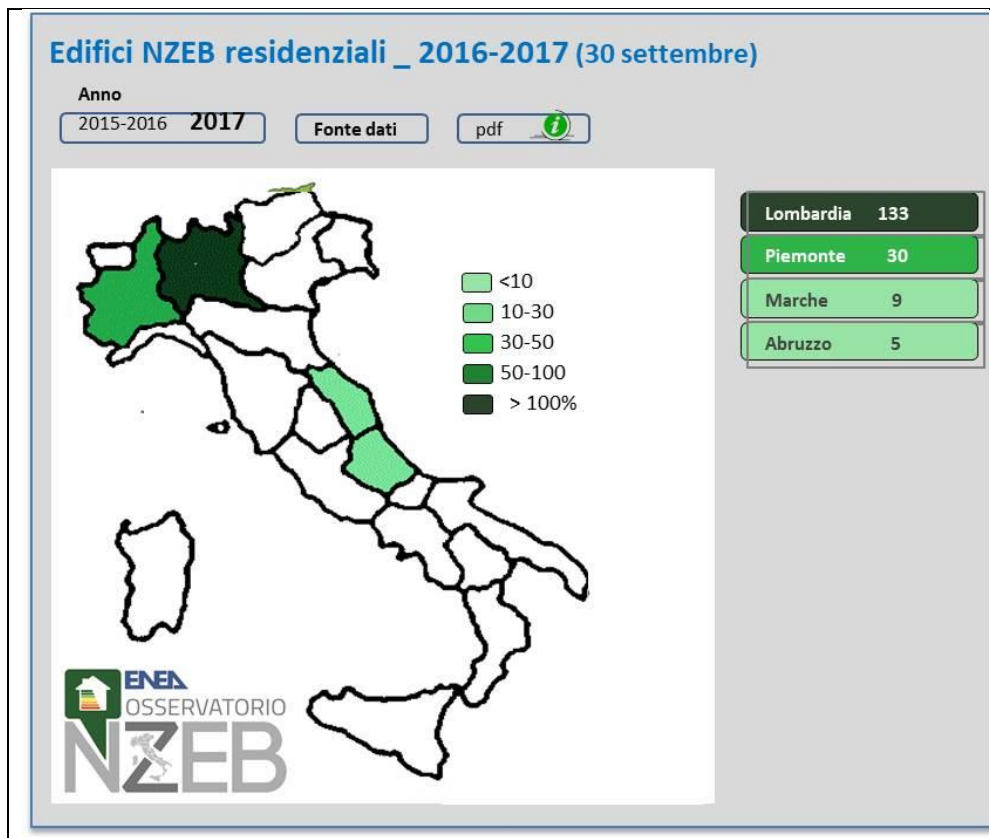 Edifici NZEB residenziali _ 2016-2017 (30 settembre)
Anno
2015-2016 2017
Fonte dati
pdf i
Lombardia 133
Piemonte 30
Marche 9
Abruzzo 5
<10
10-30
30-50
50-100
> 100%
ENEA
OSSERVATORIO
NZEB